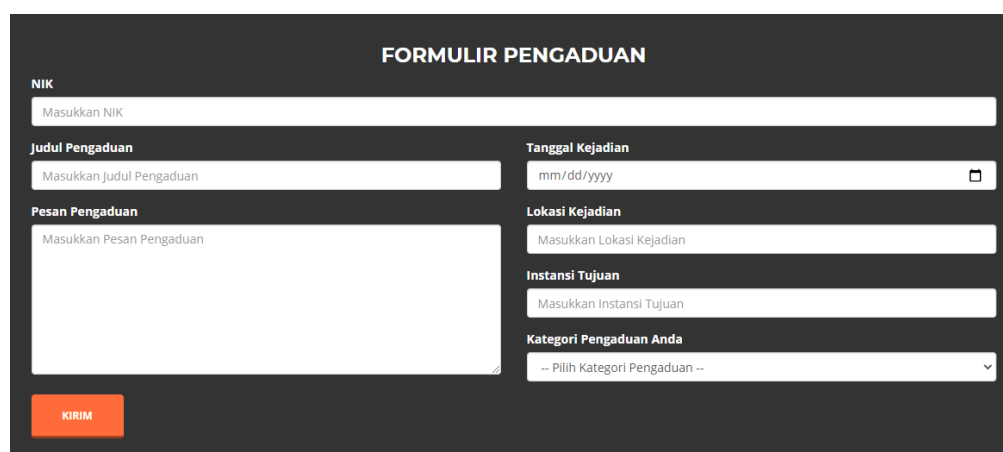 FORMULIR PENGADUAN
NIK
Masukkan NIK
Judul Pengaduan
Masukkan Judul Pengaduan
Pesan Pengaduan
Masukkan Pesan Pengaduan
Tanggal Kejadian
mm/dd/yyyy
Lokasi Kejadian
Masukkan Lokasi Kejadian
Instansi Tujuan
Masukkan Instansi Tujuan
Kategori Pengaduan Anda
-- Pilih Kategori Pengaduan --
KIRIM